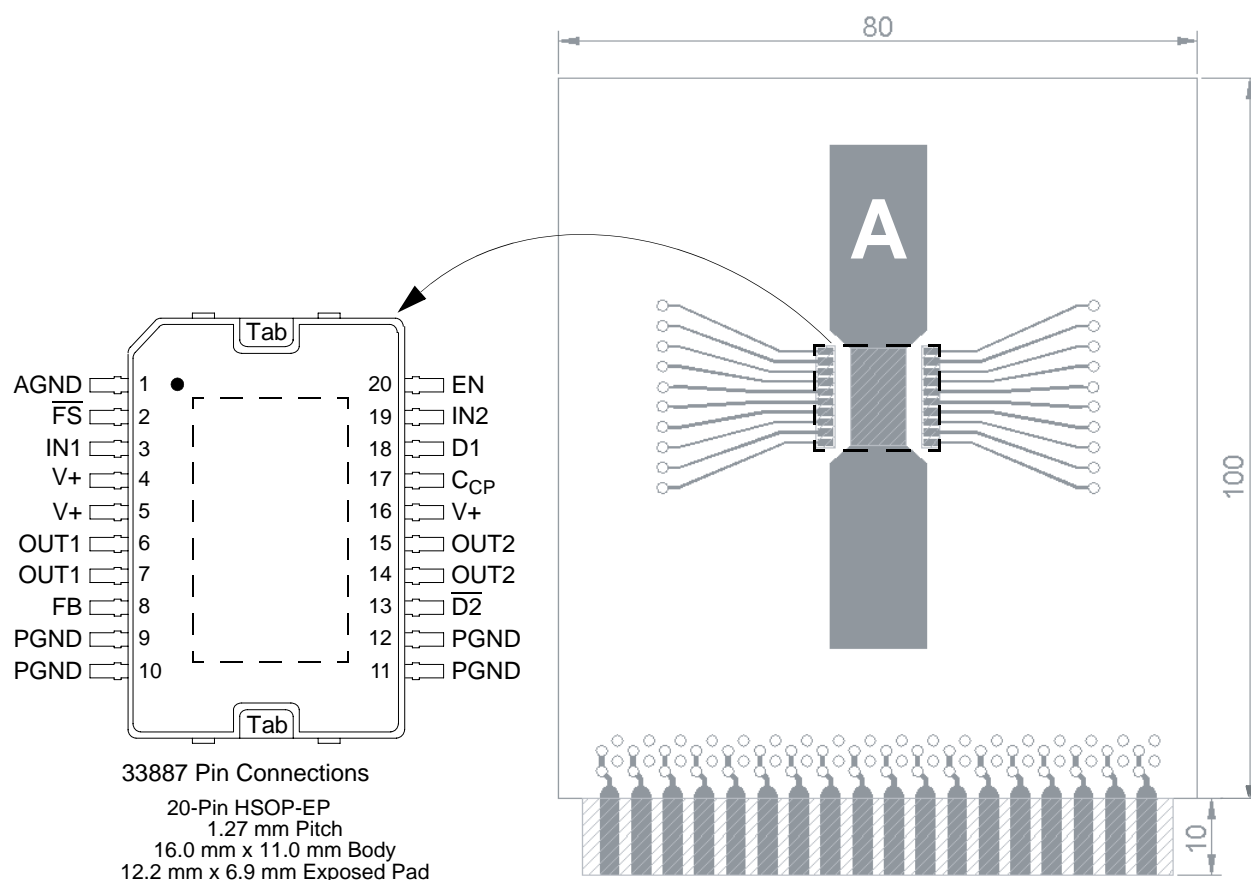 80
A
100
10
Tab
AGND 1 20 EN
FS 2 19 IN2
IN1 3 18 D1
V+ 4 17 CCP
V+ 5 16 V+
OUT1 6 15 OUT2
OUT1 7 14 OUT2
FB 8 13 D2
PGND 9 12 PGND
PGND 10 11 PGND
Tab
33887 Pin Connections
20-Pin HSOP-EP
1.27 mm Pitch
16.0 mm x 11.0 mm Body
12.2 mm x 6.9 mm Exposed Pad